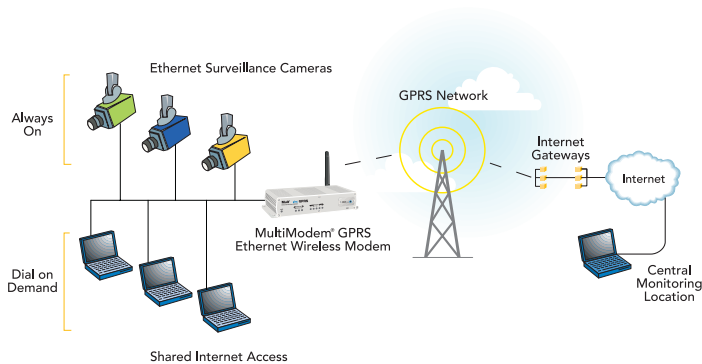 Ethernet Surveillance Cameras
Always
On
GPRS Network
Internet
Gateways
Internet
MultiModem® GPRS
Ethernet Wireless Modem
Dial on
Demand
Central
Monitoring
Location
Shared Internet Access